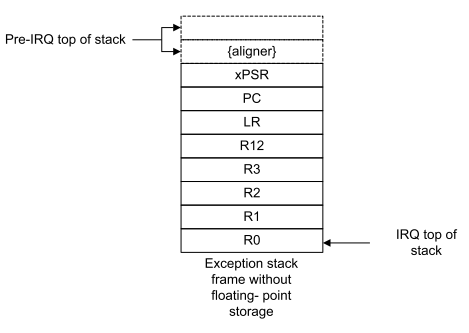 Pre-IRQ top of stack
{aligner}
xPSR
PC
LR
R12
R3
R2
R1
R0
IRQ top of
stack
Exception stack
frame without
floating- point
storage